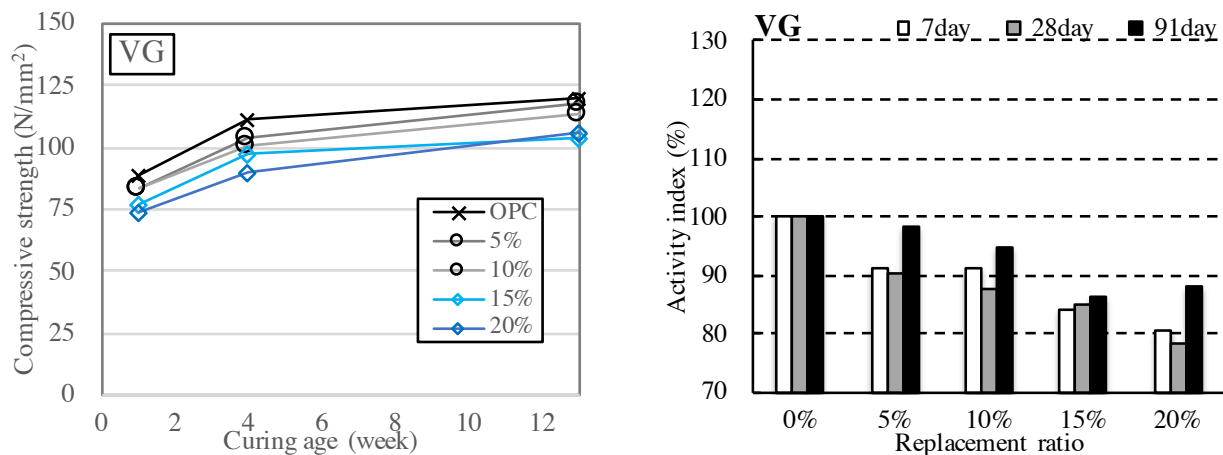 150
125
100
75
50
25
0
Compressive strength (N/mm²)
VG
OPC
5%
10%
15%
20%
0 2 4 6 8 10 12
Curing age (week)
VG 7day 28day 91day
130
120
110
100
90
80
70
Activity index (%)
0% 5% 10% 15% 20%
Replacement ratio